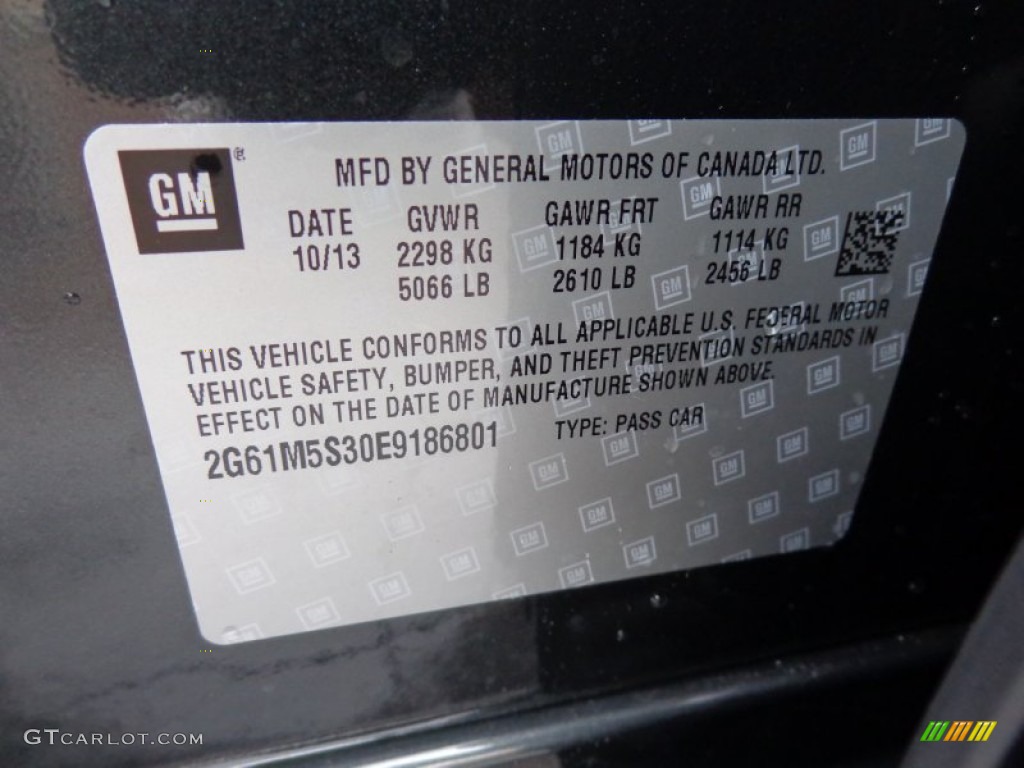 GM®
MFD BY GENERAL MOTORS OF CANADA LTD.
DATE GVWR GAWR FRT GAWR RR
10/13 2298 KG 1184 KG 1114 KG
5066 LB 2610 LB 2456 LB
THIS VEHICLE CONFORMS TO ALL APPLICABLE U.S. FEDERAL MOTOR
VEHICLE SAFETY, BUMPER, AND THEFT PREVENTION STANDARDS IN
EFFECT ON THE DATE OF MANUFACTURE SHOWN ABOVE.
2G61M5S30E9186801 TYPE: PASS CAR
GTCARLOT.COM